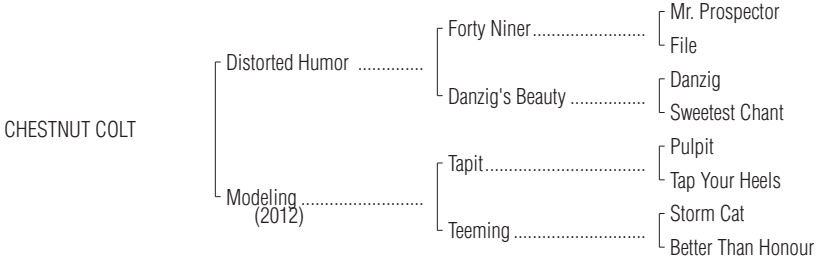 Mr. Prospector
Forty Niner..........................
File
Distorted Humor ..............
Danzig
Danzig's Beauty ................
Sweetest Chant
CHESTNUT COLT
Pulpit
Tapit.....................................
Tap Your Heels
Modeling ...........................
(2012)
Storm Cat
Teeming ..............................
Better Than Honour